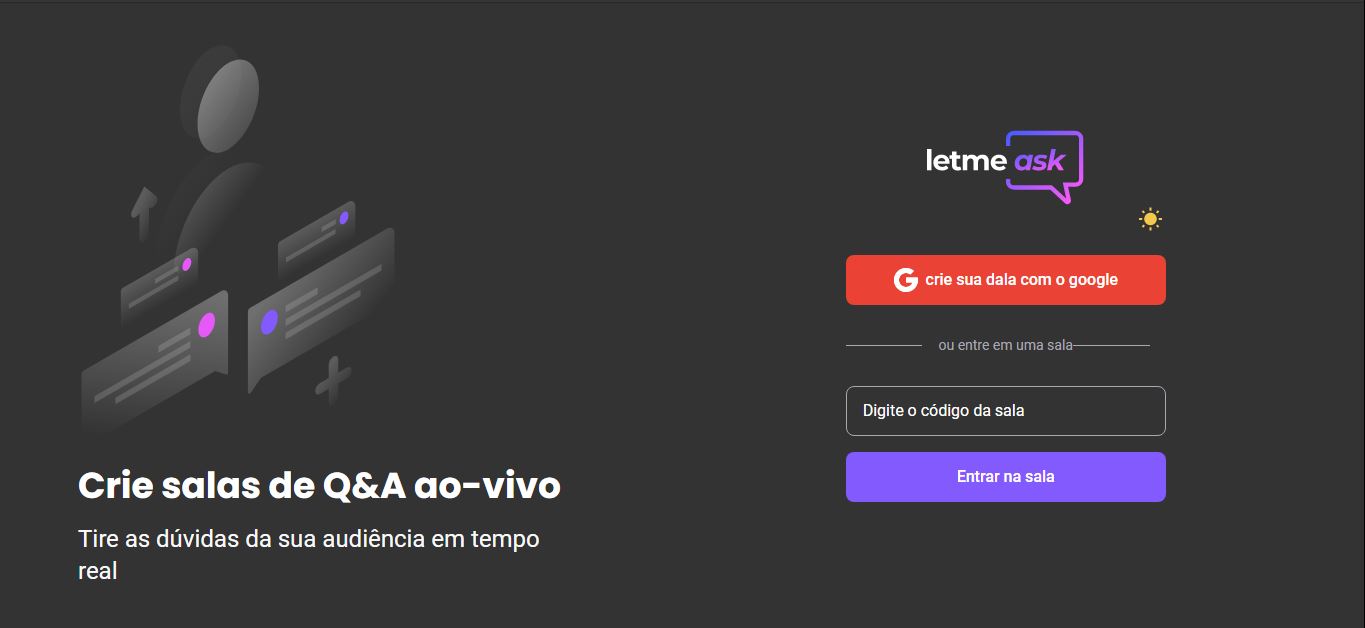 Crie salas de Q&A ao-vivo
Tire as dúvidas da sua audiência em tempo
real
letme ask
crie sua dala com o google
ou entre em uma sala
Digite o código da sala
Entrar na sala